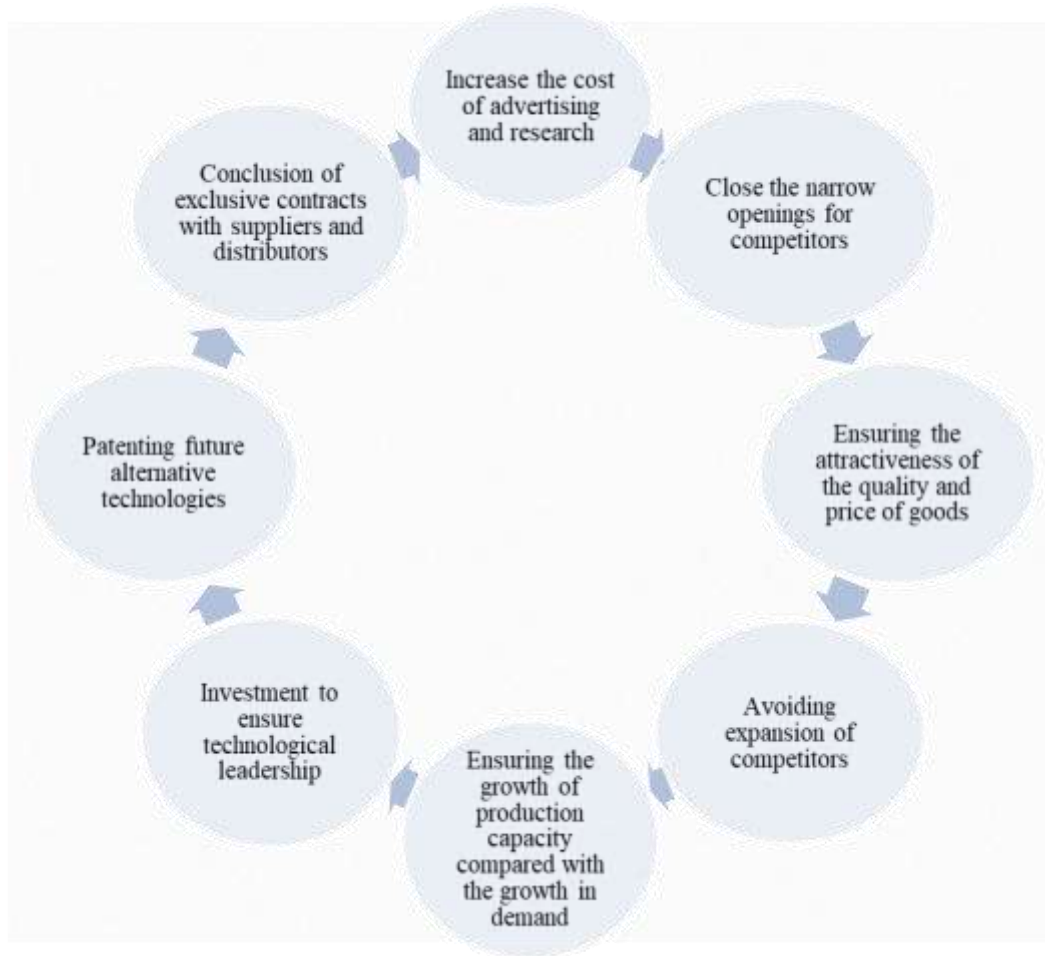 Increase the cost
of advertising
and research
Close the narrow
openings for
competitors
Ensuring the
attractiveness of
the quality and
price of goods
Avoiding
expansion of
competitors
Ensuring the
growth of
production
capacity
compared with
the growth in
demand
Investment to
ensure
technological
leadership
Patenting future
alternative
technologies
Conclusion of
exclusive contracts
with suppliers and
distributors